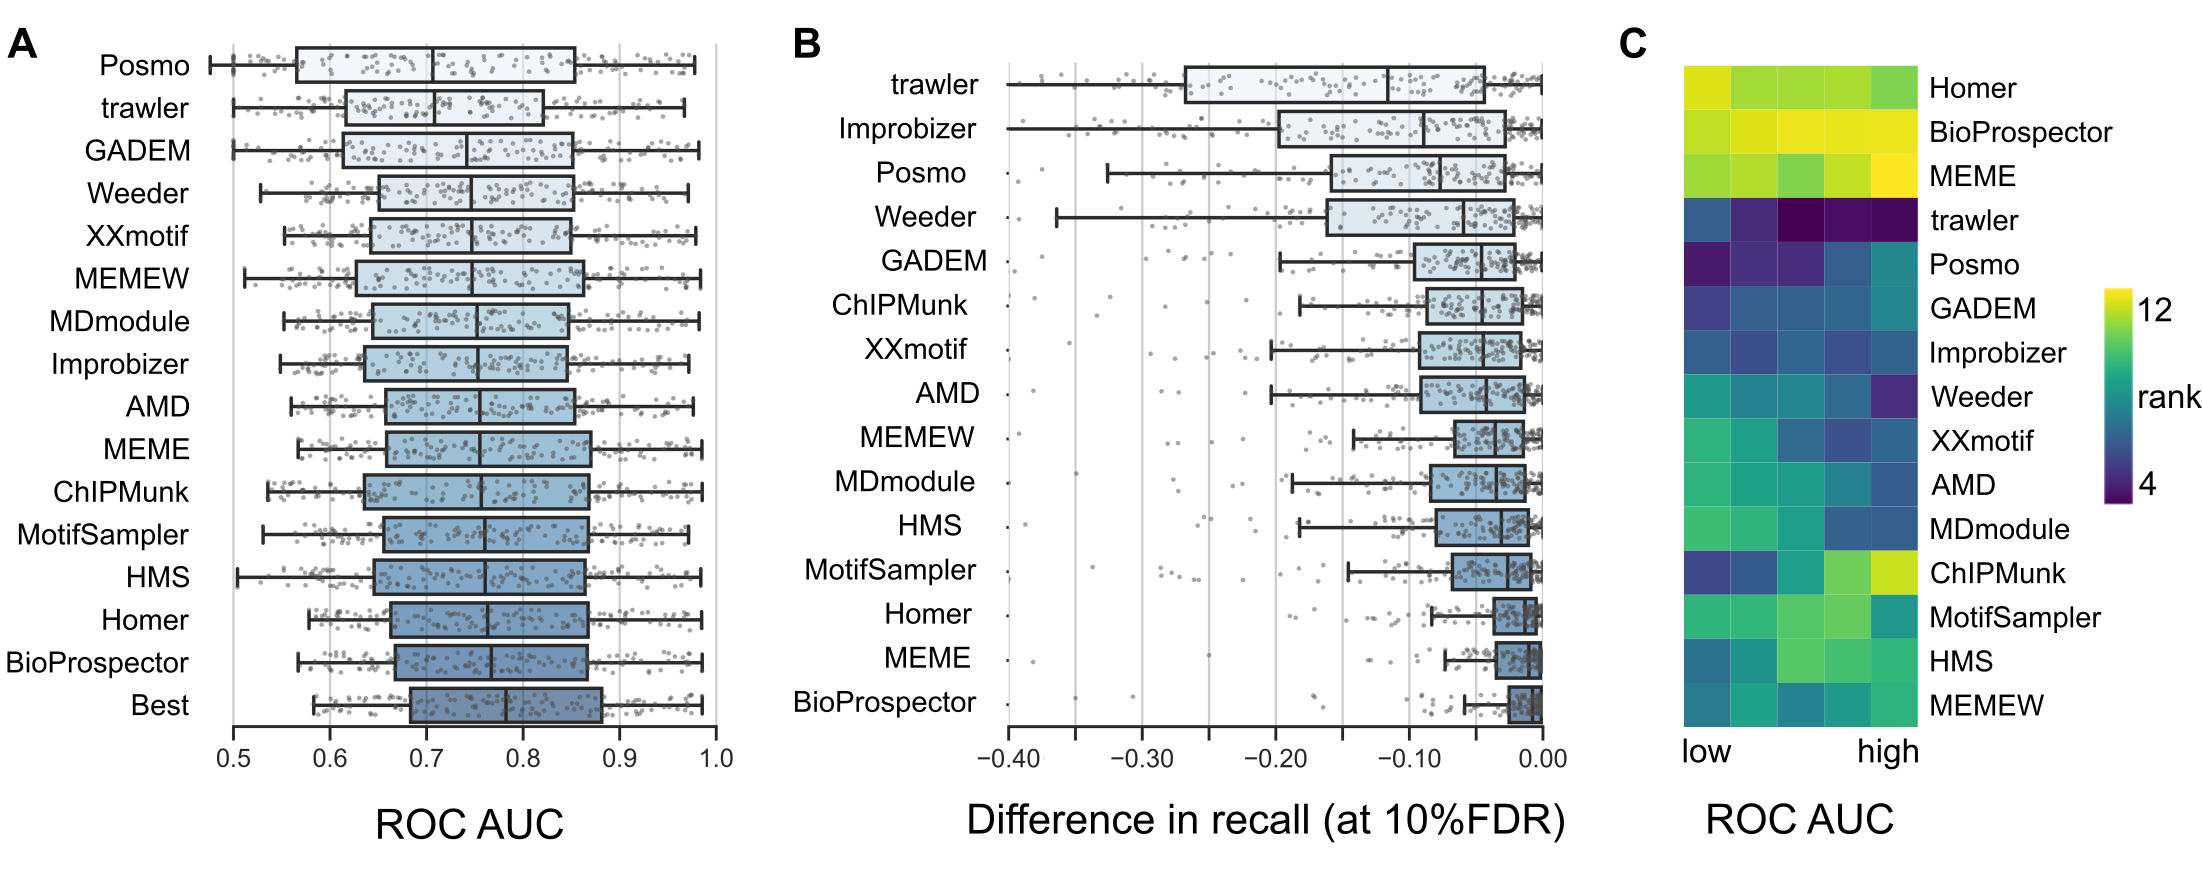 A
Posmo
trawler
GADEM
Weeder
XXmotif
MEMEW
MDmodule
Improbizer
AMD
MEME
ChIPMunk
MotifSampler
HMS
Homer
BioProspector
Best
0.5 0.6 0.7 0.8 0.9 1.0
ROC AUC
B
trawler
Improbizer
Posmo
Weeder
GADEM
ChIPMunk
XXmotif
AMD
MEMEW
MDmodule
HMS
MotifSampler
Homer
MEME
BioProspector
−0.40 −0.30 −0.20 −0.10 0.00
Difference in recall (at 10%FDR)
C
Homer
BioProspector
MEME
trawler
Posmo
GADEM
Improbizer
Weeder
XXmotif
AMD
MDmodule
ChIPMunk
MotifSampler
HMS
MEMEW
low high
ROC AUC
12
rank
4